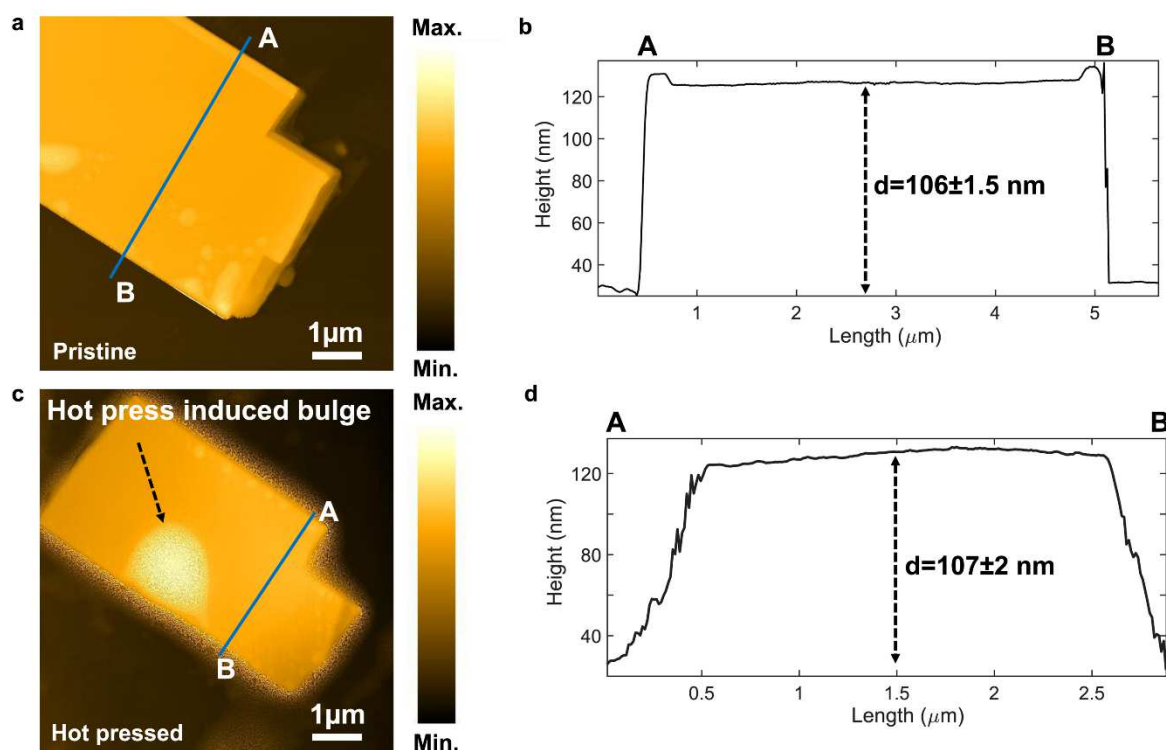 a
A
B
1μm
Pristine
Max.
Min.
b
A
B
Height (nm)
120
100
80
60
40
d=106±1.5 nm
1
2
3
4
5
Length (μm)
c
Hot press induced bulge
A
B
1μm
Hot pressed
Max.
Min.
d
A
B
Height (nm)
120
80
40
d=107±2 nm
0.5
1
1.5
2
2.5
Length (μm)